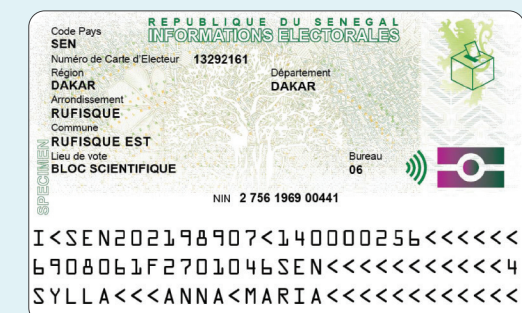 REPUBLIQUE DU SENEGAL
INFORMATIONS ELECTORALES
Code Pays
SEN
Numéro de Carte d'Electeur 13292161
Région Département
DAKAR DAKAR
Arrondissement
RUFISQUE
Commune
RUFISQUE EST
Lieu de vote Bureau
BLOC SCIENTIFIQUE 06
SPECIMEN
NIN 2 756 1969 00441
I<SEN202198907<140000256<<<<<<
6908061F2701046SEN<<<<<<<<<<<4
SYLLA<<<ANNA<MARIA<<<<<<<<<<<<